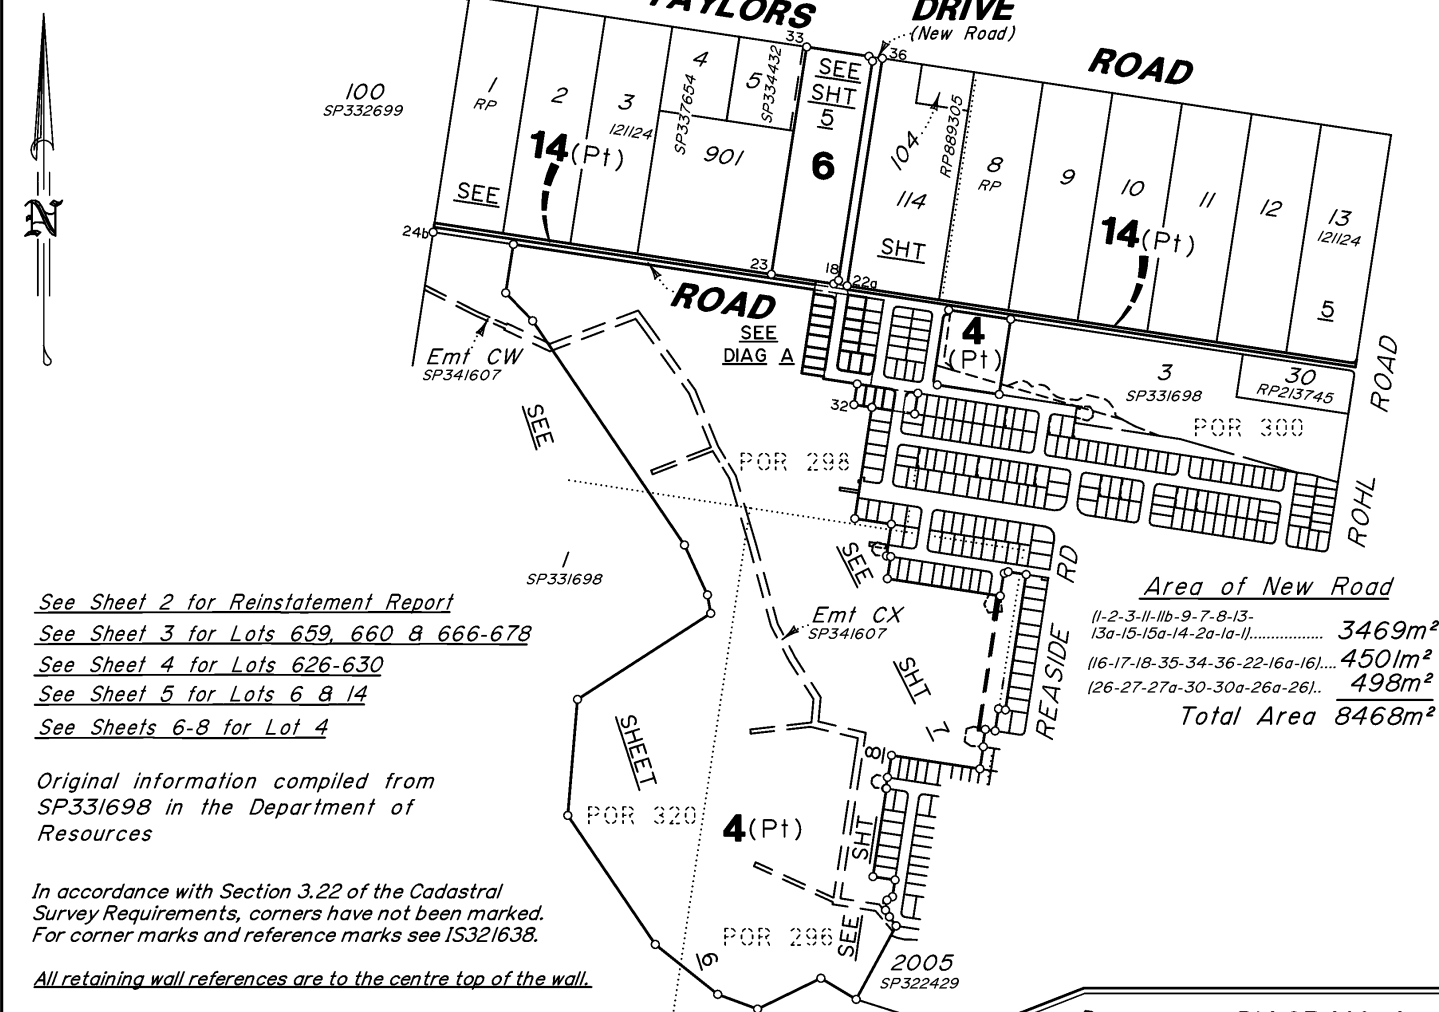 TAYLORS
DRIVE
(New Road)
ROAD
33
36
100
SP332699
1
RP
2
3
121124
4
SP337654
5
SP334432
901
14(Pt)
SEE
SEE
SHT
5
6
104
RP889305
114
SHT
8
RP
9
10
11
12
13
121124
14(Pt)
5
24b
23
18
22a
N
ROAD
SEE
DIAG A
4
(Pt)
3
SP331698
30
RP213745
ROAD
ROHL
POR 300
Emt CW
SP341607
32
SEE
POR 298
SEE
RD
REASIDE
1
SP331698
Emt CX
SP341607
SHT
7
See Sheet 2 for Reinstatement Report
See Sheet 3 for Lots 659, 660 & 666-678
See Sheet 4 for Lots 626-630
See Sheet 5 for Lots 6 & 14
See Sheets 6-8 for Lot 4
Area of New Road
(1-2-3-11-11b-9-7-8-13-
13a-15-15a-14-2a-1a-1)................. 3469m²
(16-17-18-35-34-36-22-16a-16).... 4501m²
(26-27-27a-30-30a-26a-26).. 498m²
Total Area 8468m²
SHEET
POR 320
4(Pt)
8
SHT
SEE
Original information compiled from
SP331698 in the Department of
Resources
In accordance with Section 3.22 of the Cadastral
Survey Requirements, corners have not been marked.
For corner marks and reference marks see IS321638.
All retaining wall references are to the centre top of the wall.
POR 296
6
2005
SP322429